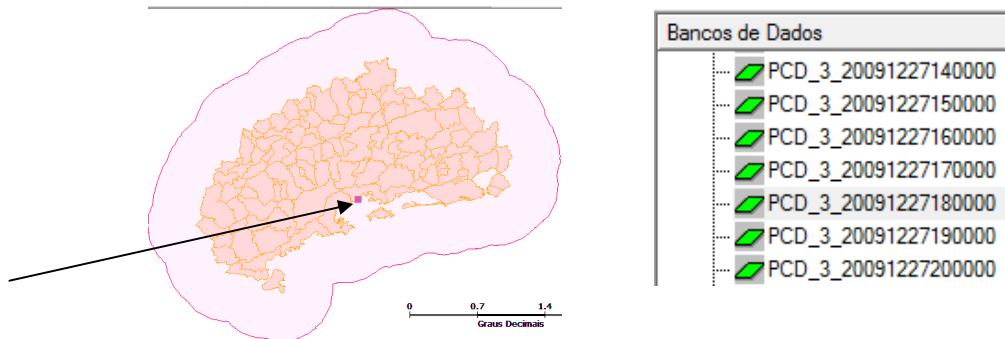 0 0.7 1.4
Graus Decimais
Bancos de Dados
PCD_3_20091227140000
PCD_3_20091227150000
PCD_3_20091227160000
PCD_3_20091227170000
PCD_3_20091227180000
PCD_3_20091227190000
PCD_3_20091227200000